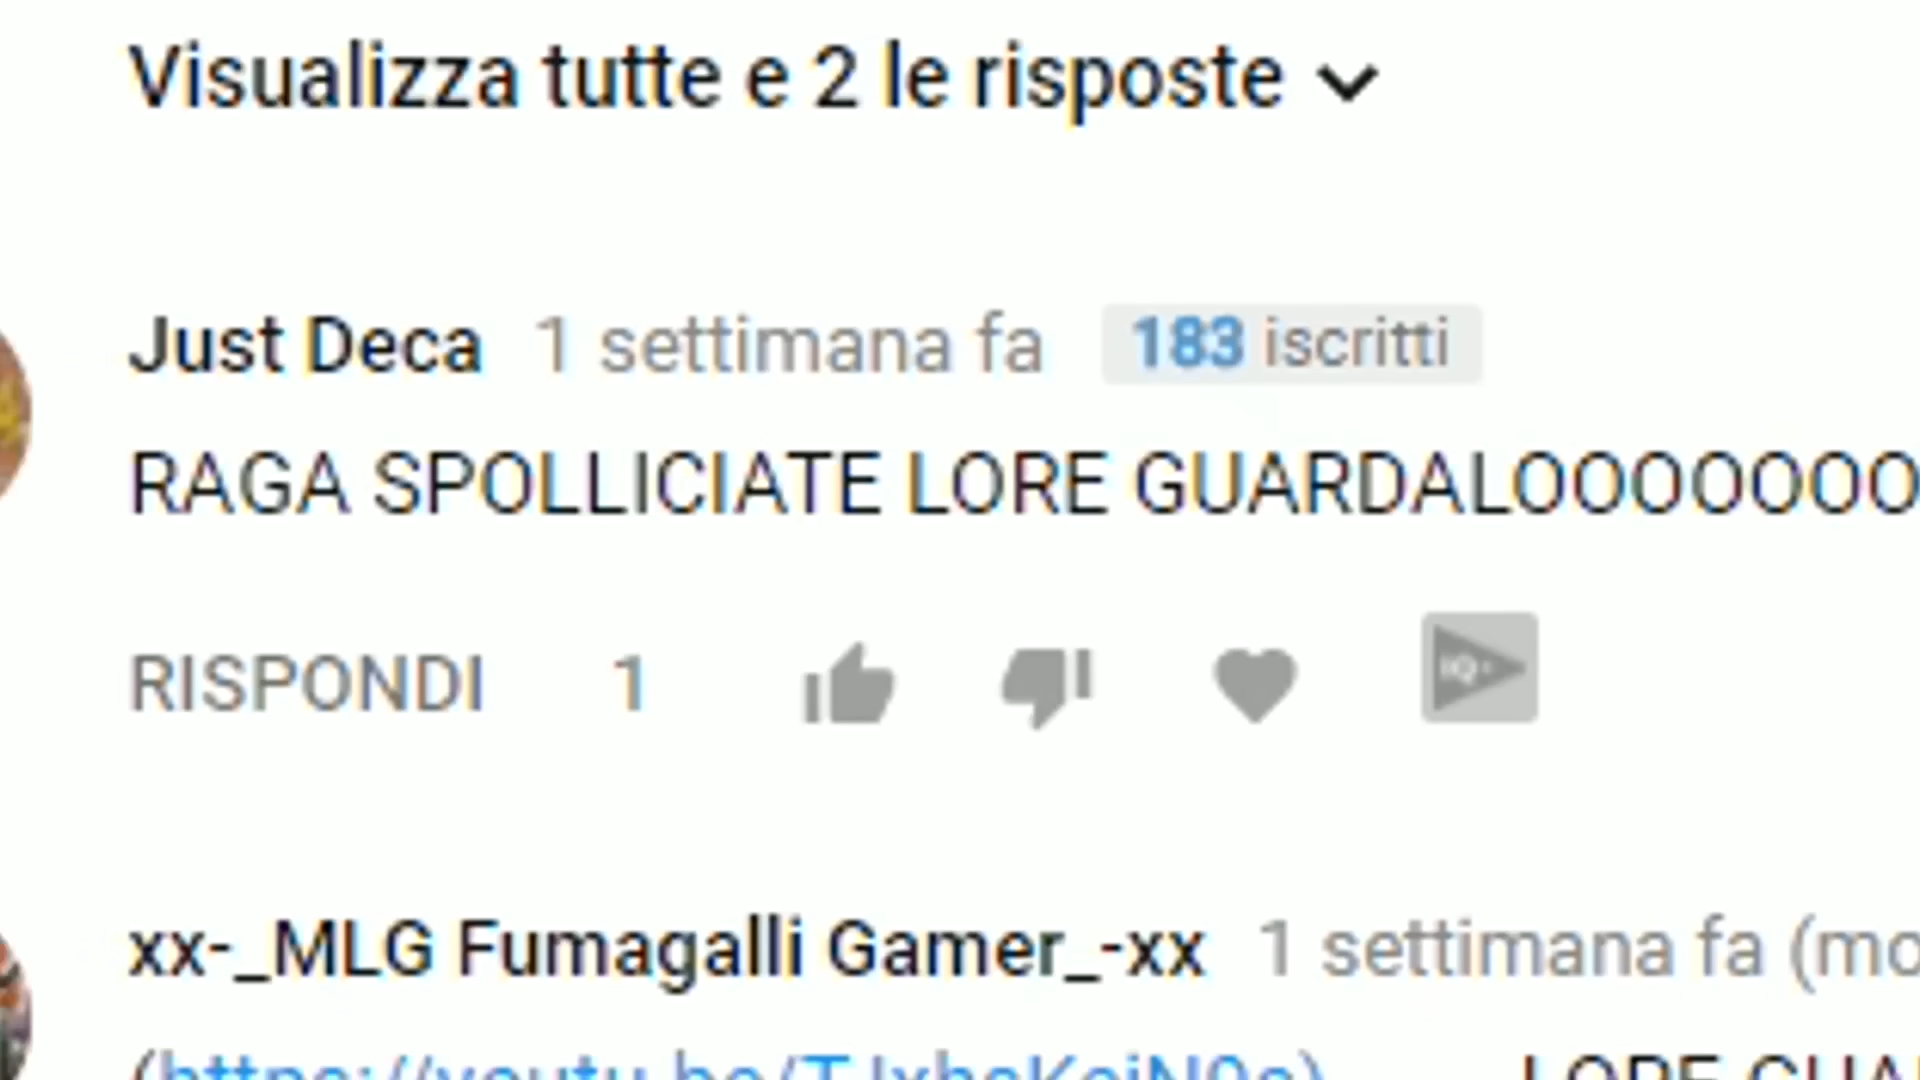 Visualizza tutte e 2 le risposte
Just Deca 1 settimana fa 183 iscritti
RAGA SPOLLICIATE LORE GUARDALOOOOOOO
RISPONDI 1
xx-_MLG Fumagalli Gamer_-xx 1 settimana fa (mo
LORE